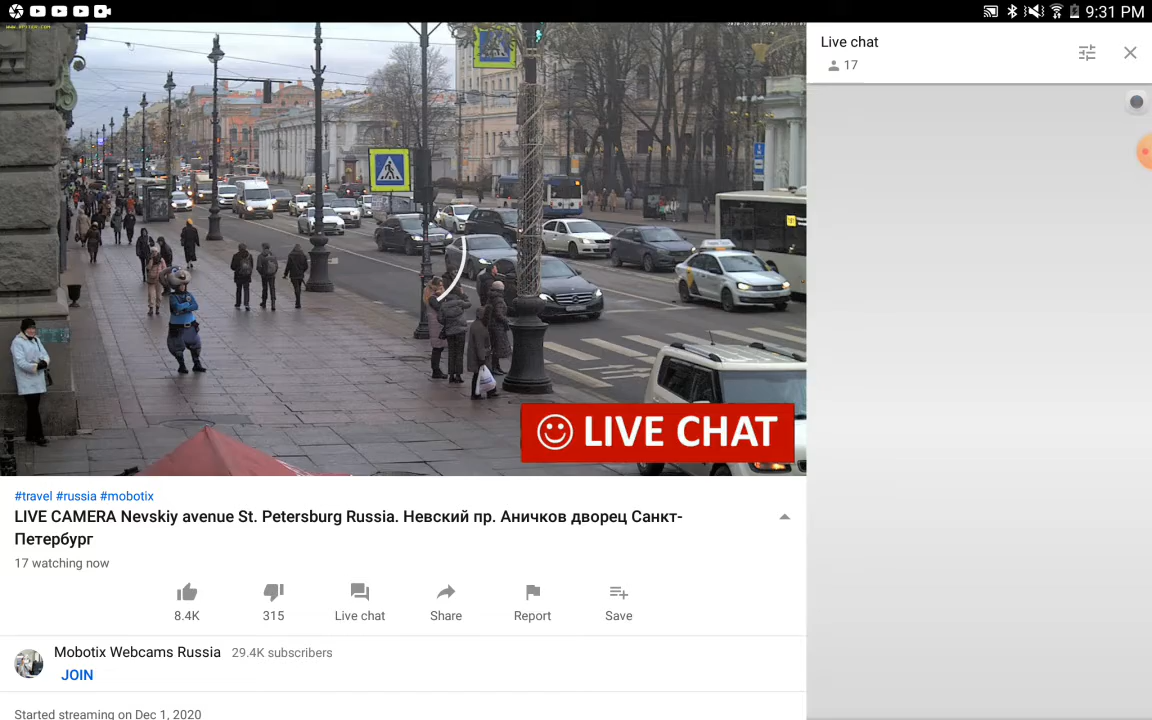 9:31 PM
Live chat
17
LIVE CHAT
#travel #russia #mobotix
LIVE CAMERA Nevskiy avenue St. Petersburg Russia. Невский пр. Аничков дворец Санкт-
Петербург
17 watching now
8.4K
315
Live chat
Share
Report
Save
Mobotix Webcams Russia 29.4K subscribers
JOIN
Started streaming on Dec 1, 2020